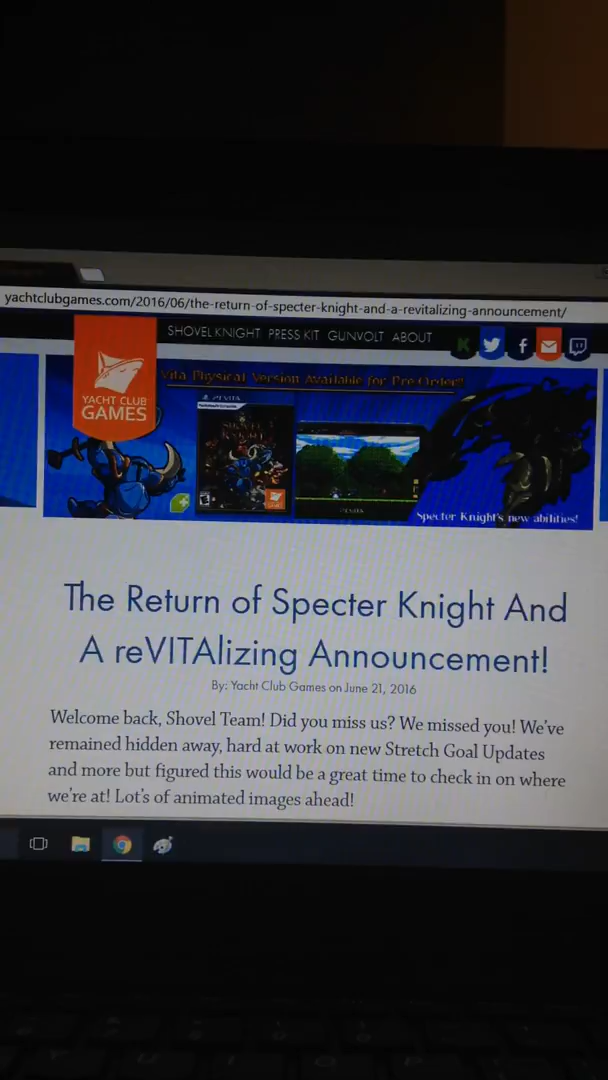 yachtclubgames.com/2016/06/the-return-of-specter-knight-and-a-revitalizing-announcement/
SHOVEL KNIGHT PRESS KIT GUNVOLT ABOUT
YACHT CLUB
GAMES
Vita Physical Version Available for Pre-Order!
PSVITA
SHOVEL
KNIGHT
PSVITA
Specter Knight's new abilities!
The Return of Specter Knight And
A reVITAlizing Announcement!
By: Yacht Club Games on June 21, 2016
Welcome back, Shovel Team! Did you miss us? We missed you! We've
remained hidden away, hard at work on new Stretch Goal Updates
and more but figured this would be a great time to check in on where
we're at! Lot's of animated images ahead!